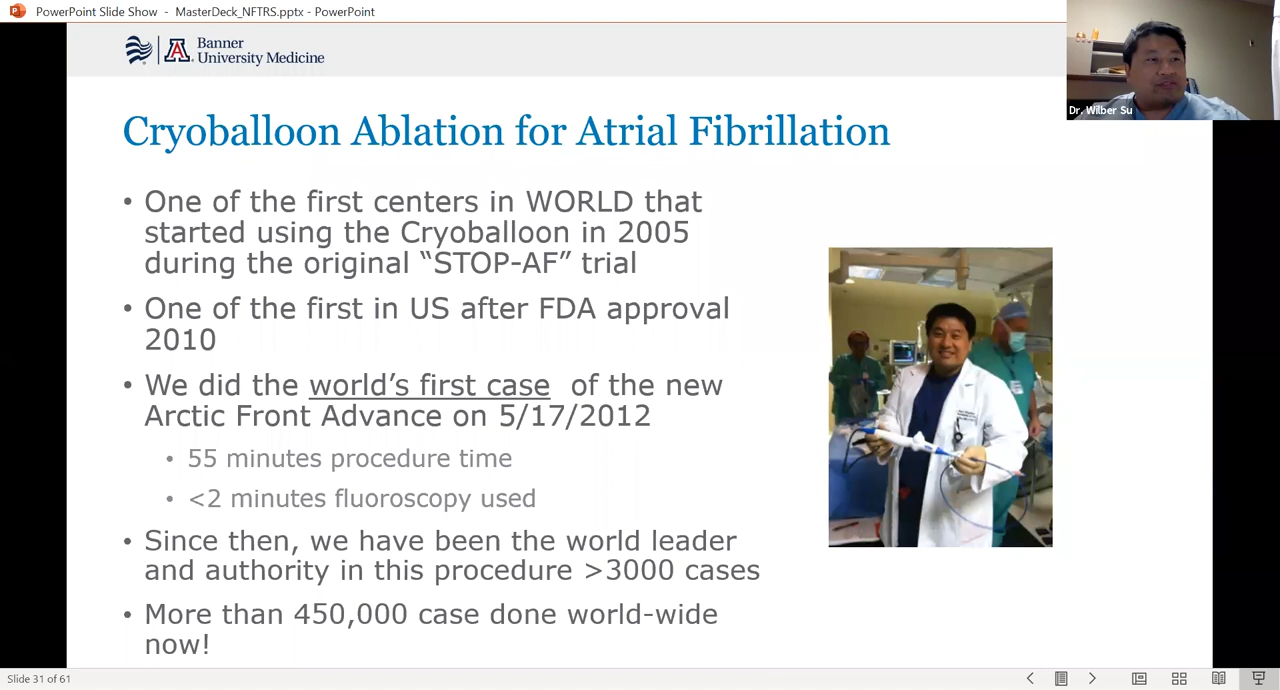 PowerPoint Slide Show - MasterDeck_NFTRS.pptx - PowerPoint
Banner
University Medicine
Dr. Wilber Su
Cryoballoon Ablation for Atrial Fibrillation
• One of the first centers in WORLD that
started using the Cryoballoon in 2005
during the original “STOP-AF” trial
• One of the first in US after FDA approval
2010
• We did the world’s first case of the new
Arctic Front Advance on 5/17/2012
• 55 minutes procedure time
• <2 minutes fluoroscopy used
• Since then, we have been the world leader
and authority in this procedure >3000 cases
• More than 450,000 case done world-wide
now!
Slide 31 of 61